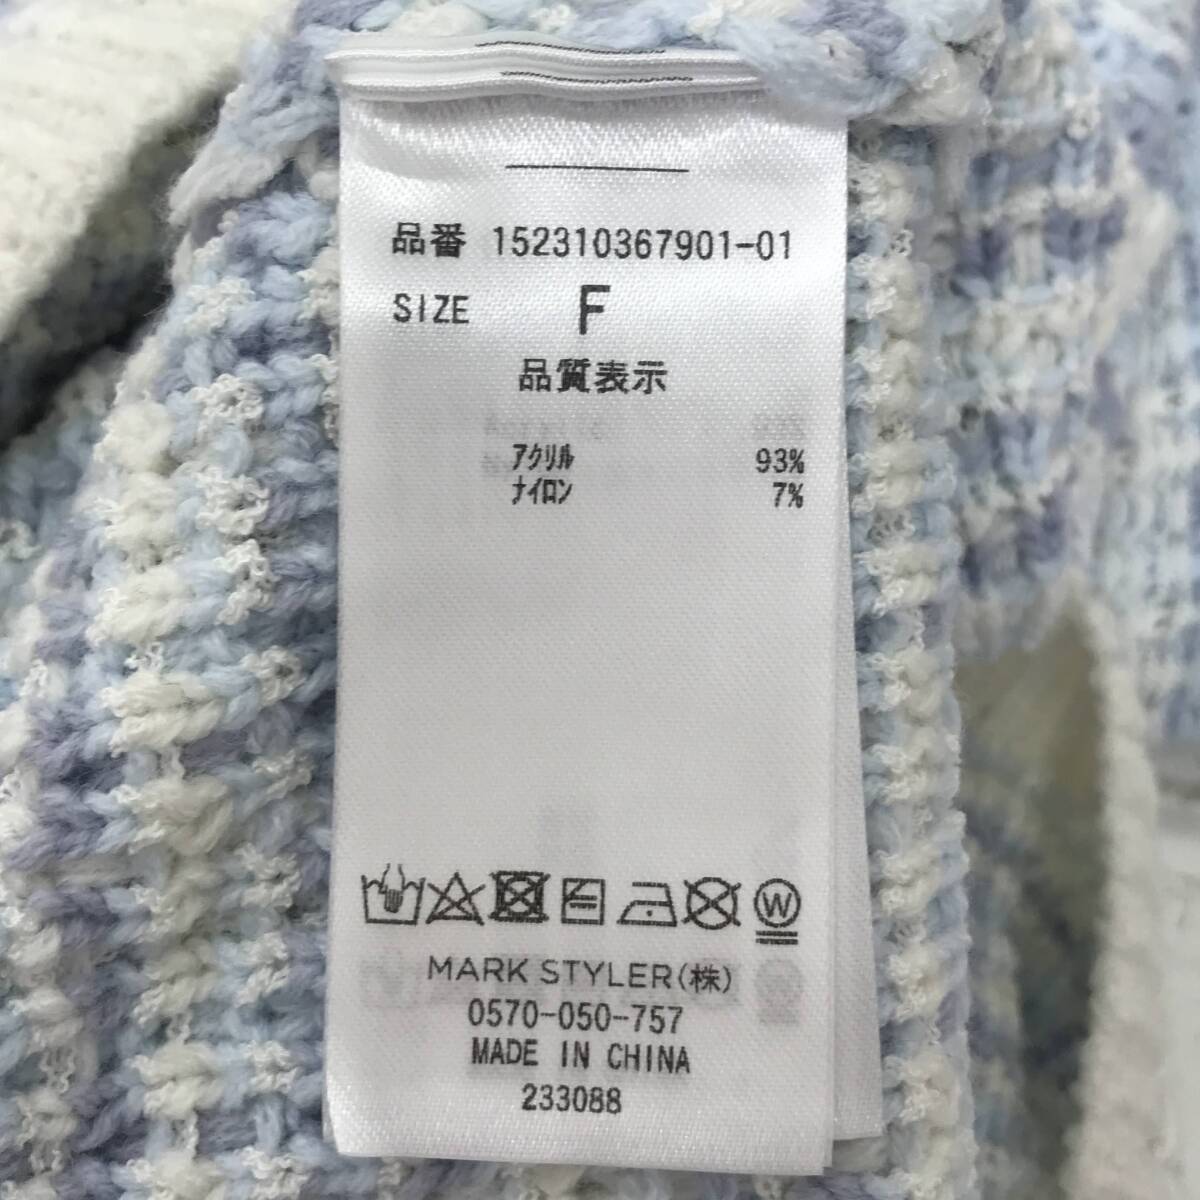 品番 152310367901-01
SIZE F
品質表示
アクリル 93%
ナイロン 7%
W
MARK STYLER(株)
0570-050-757
MADE IN CHINA
233088